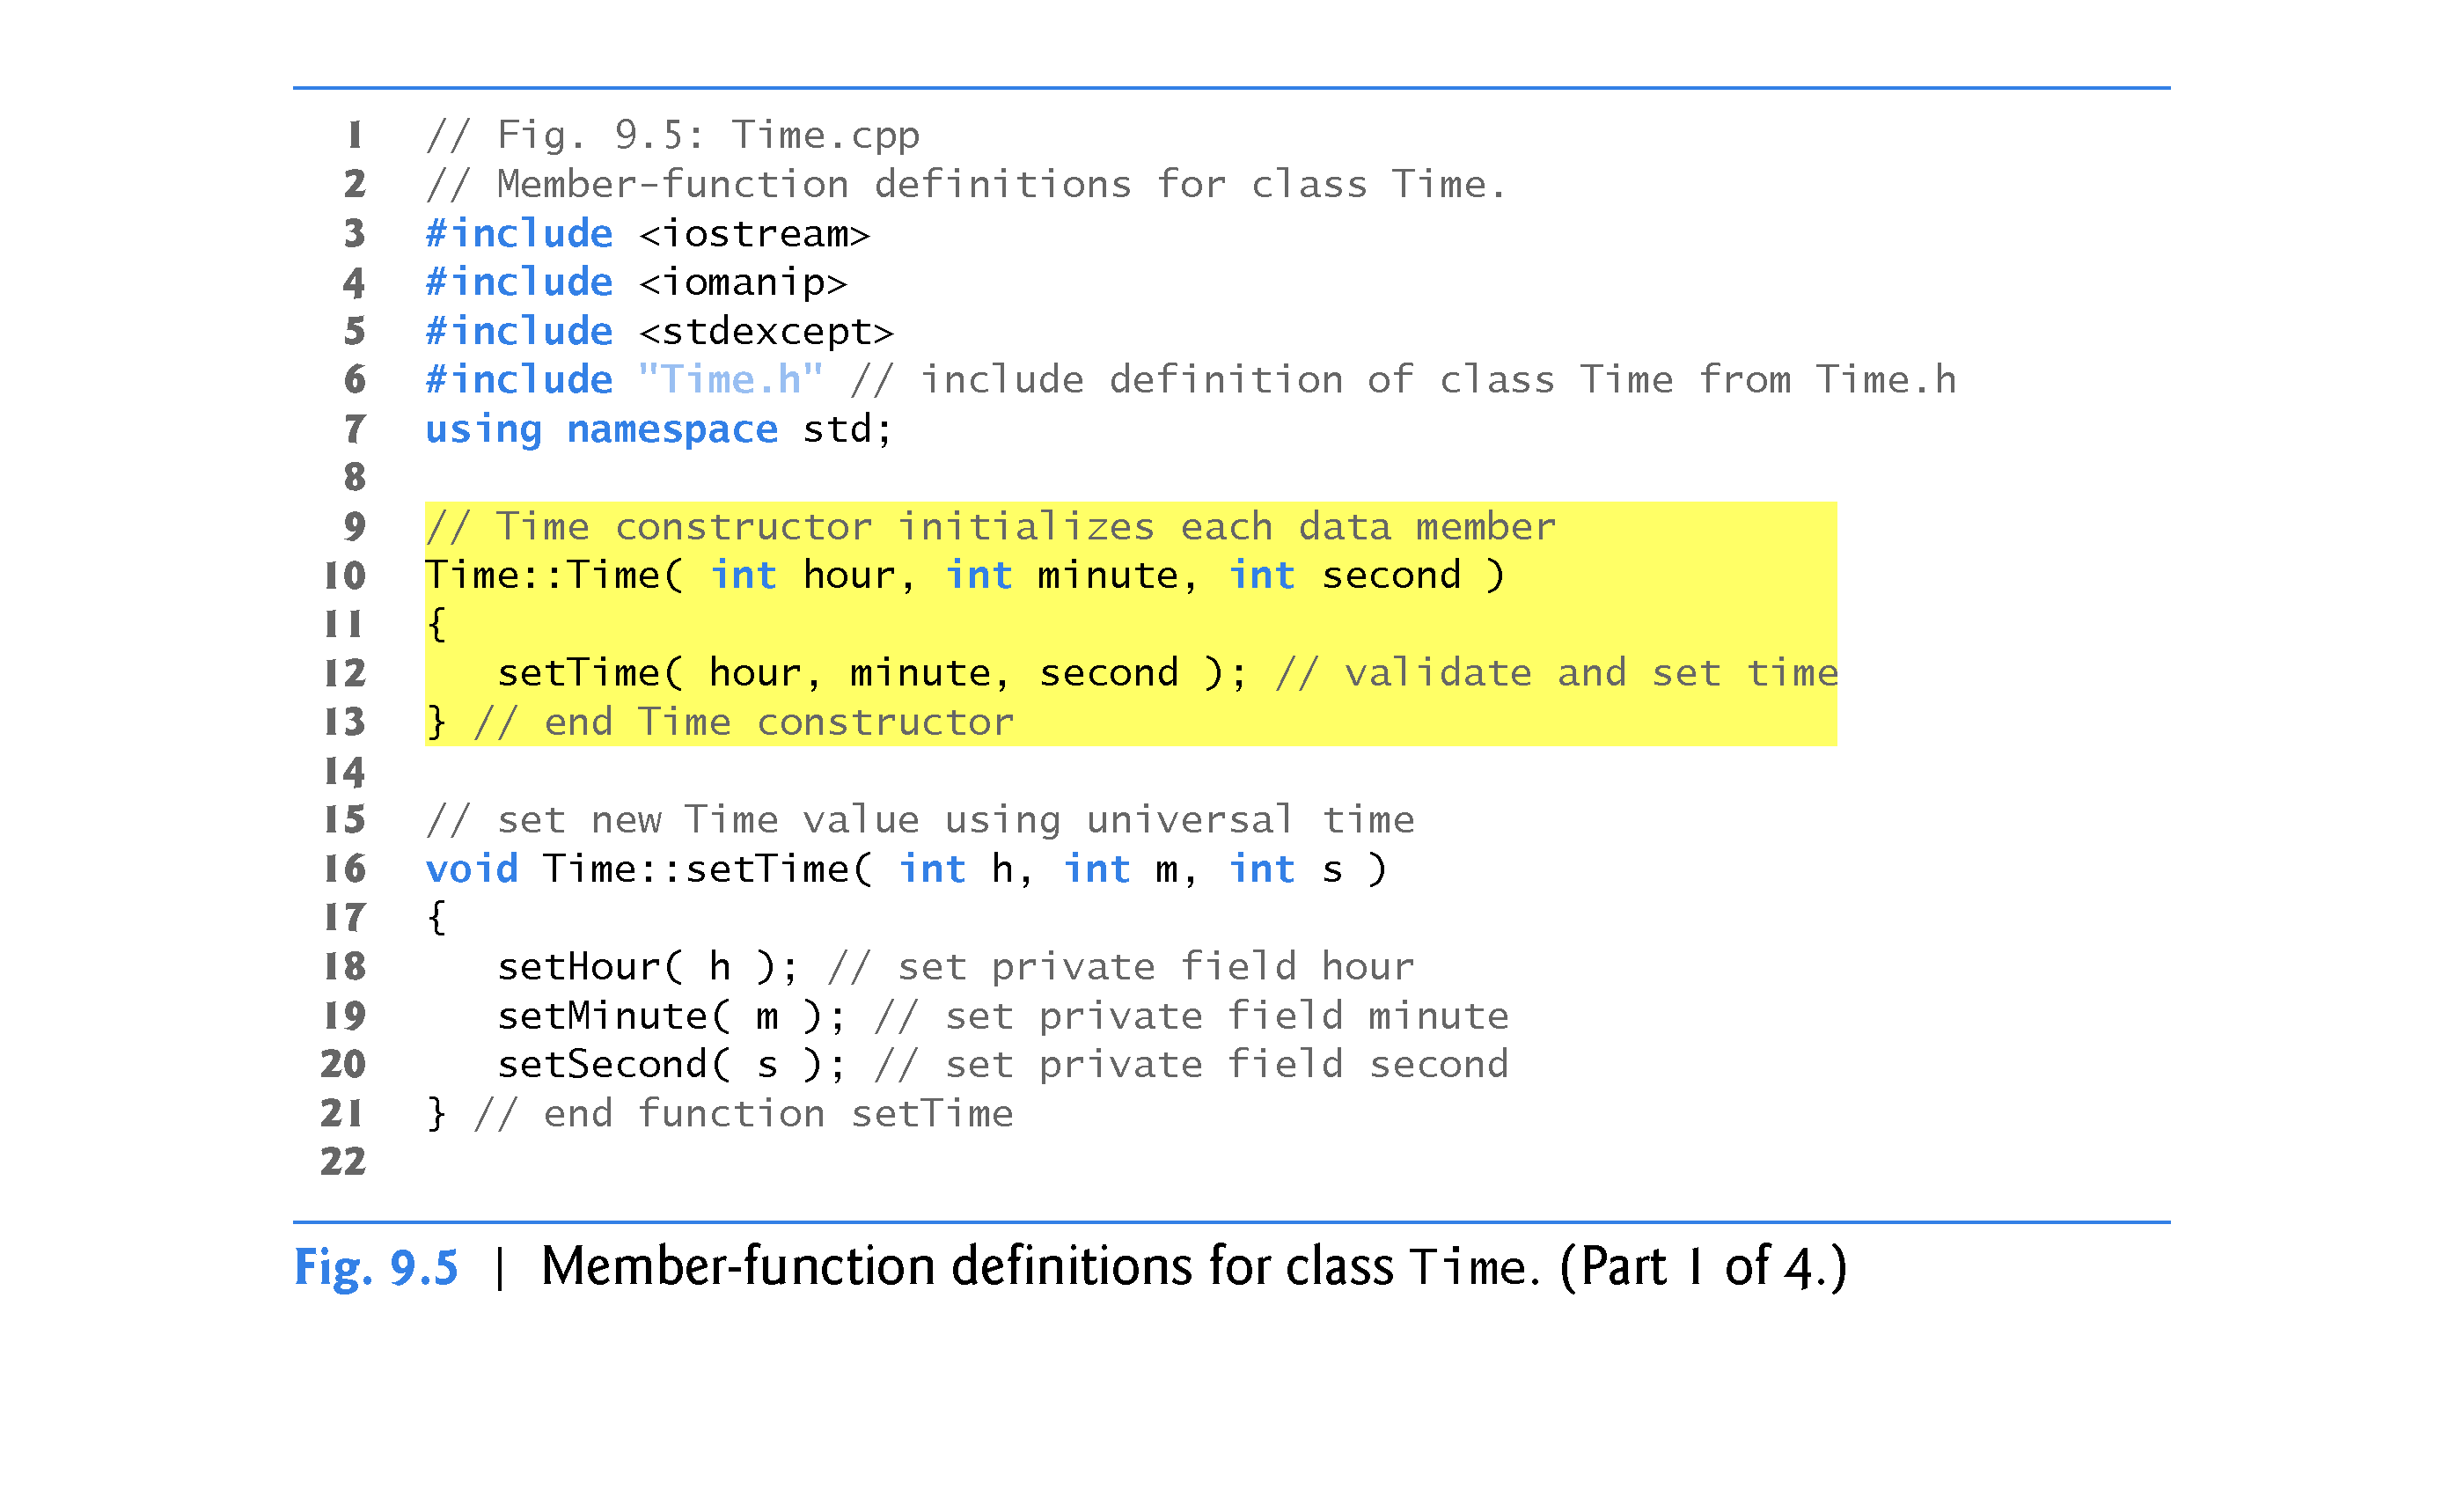 1 // Fig. 9.5: Time.cpp
2 // Member-function definitions for class Time.
3 #include <iostream>
4 #include <iomanip>
5 #include <stdexcept>
6 #include "Time.h" // include definition of class Time from Time.h
7 using namespace std;
8
9 // Time constructor initializes each data member
10 Time::Time( int hour, int minute, int second )
11 {
12    setTime( hour, minute, second ); // validate and set time
13 } // end Time constructor
14
15 // set new Time value using universal time
16 void Time::setTime( int h, int m, int s )
17 {
18    setHour( h ); // set private field hour
19    setMinute( m ); // set private field minute
20    setSecond( s ); // set private field second
21 } // end function setTime
22
Fig. 9.5 | Member-function definitions for class Time. (Part 1 of 4.)